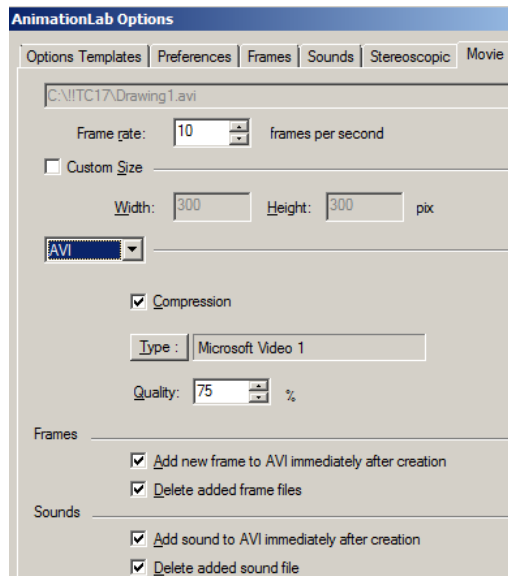 AnimationLab Options
Options Templates Preferences Frames Sounds Stereoscopic Movie
C:\!!TC17\Drawing1.avi
Frame rate: 10 frames per second
Custom Size
Width: 300 Height: 300 pix
AVI
Compression
Type : Microsoft Video 1
Quality: 75 %
Frames
Add new frame to AVI immediately after creation
Delete added frame files
Sounds
Add sound to AVI immediately after creation
Delete added sound file